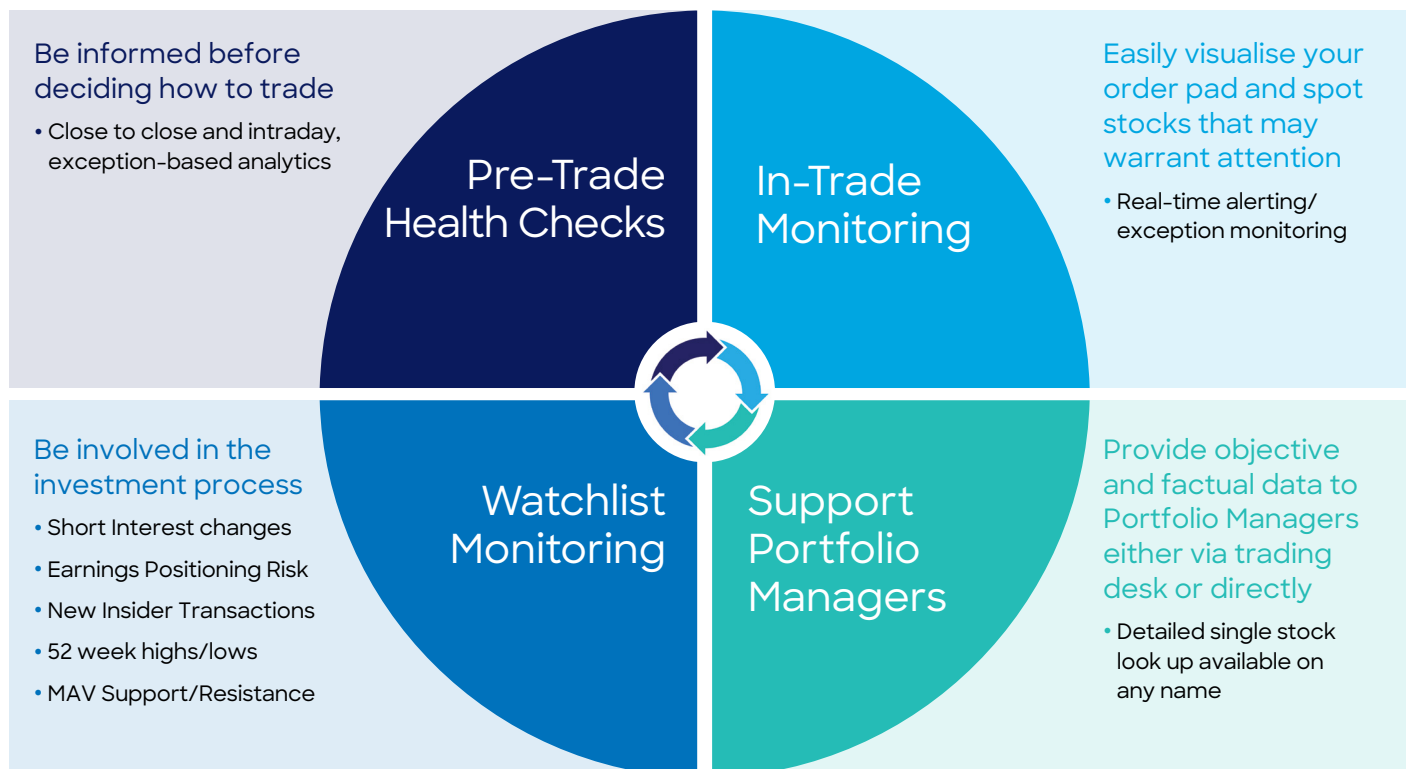 Be informed before
deciding how to trade
• Close to close and intraday,
exception-based analytics
Pre-Trade
Health Checks
In-Trade
Monitoring
Easily visualise your
order pad and spot
stocks that may
warrant attention
• Real-time alerting/
exception monitoring
Be involved in the
investment process
• Short Interest changes
• Earnings Positioning Risk
• New Insider Transactions
• 52 week highs/lows
• MAV Support/Resistance
Watchlist
Monitoring
Support
Portfolio
Managers
Provide objective
and factual data to
Portfolio Managers
either via trading
desk or directly
• Detailed single stock
look up available on
any name